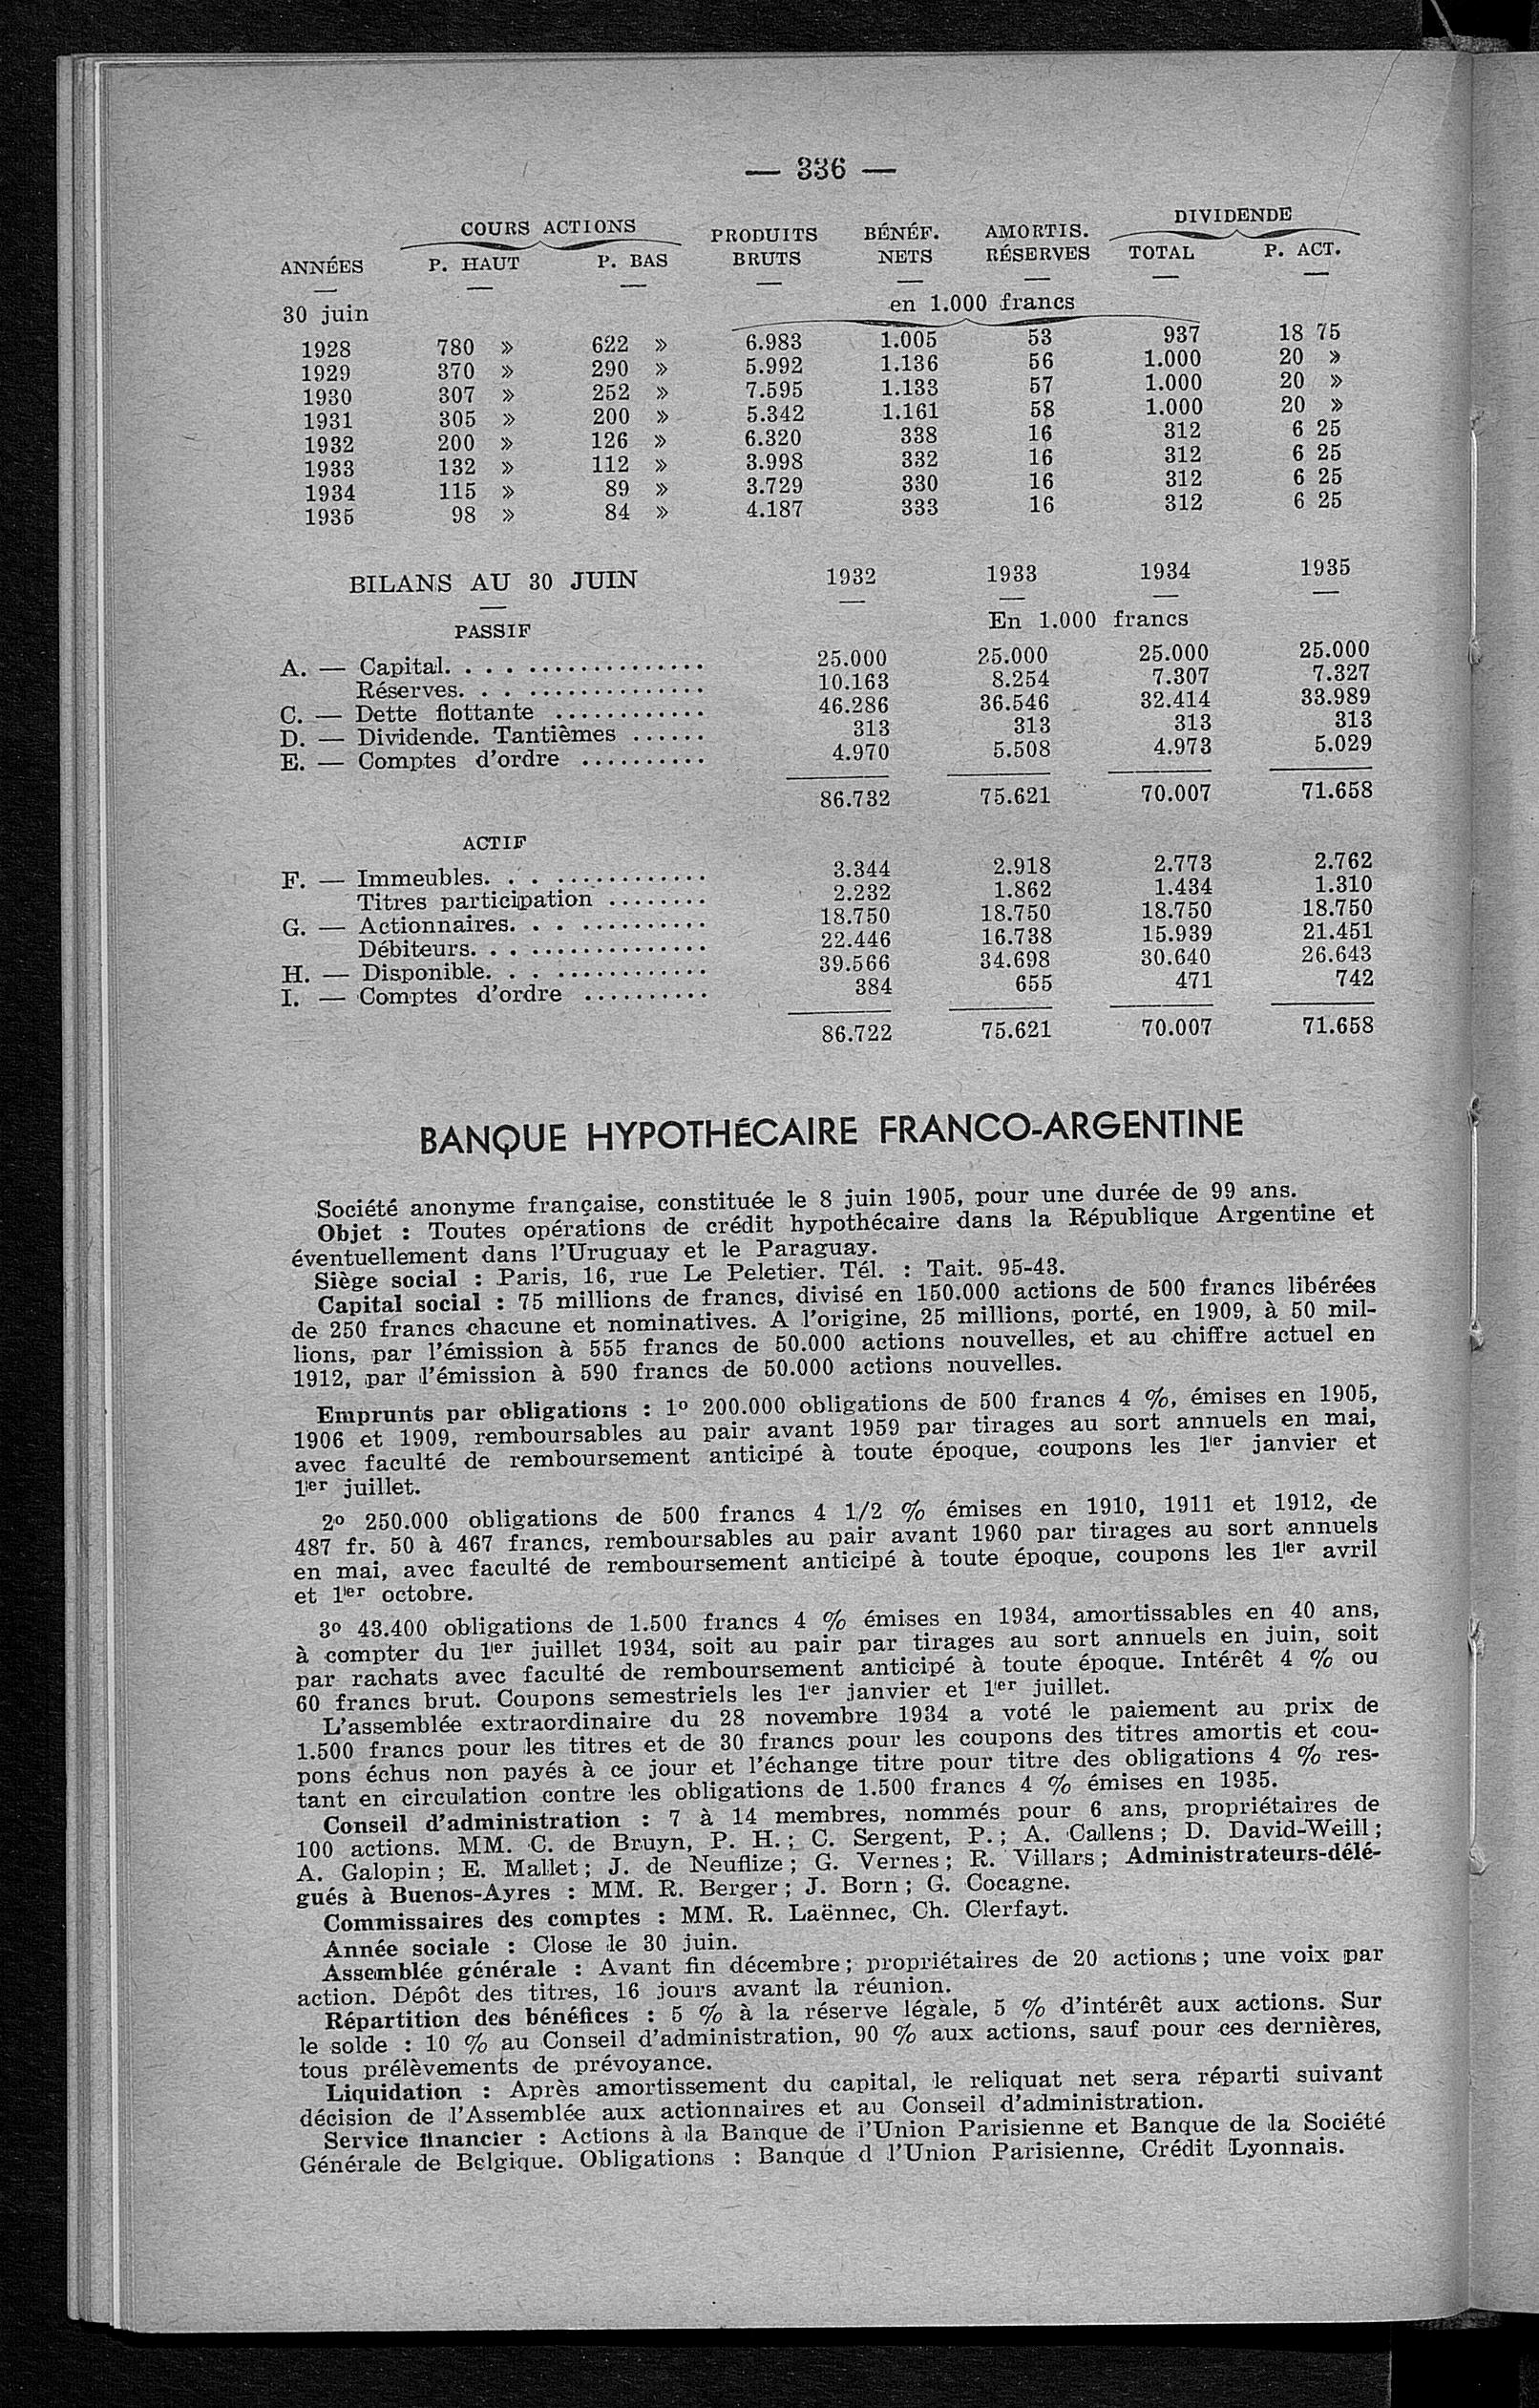 — 336 —
COURS ACTIONS PRODUITS BÉNÉF. AMORTIS. DIVIDENDE
ANNÉES P. HAUT P. BAS BRUTS NETS RÉSERVES TOTAL P. ACT.
30 juin en 1.000 francs
1928 780 » 622 » 6.983 1.005 53 937 18 75
1929 370 » 290 » 5.992 1.136 56 1.000 20 »
1930 307 » 252 » 7.595 1.133 57 1.000 20 »
1931 305 » 200 » 5.342 1.161 58 1.000 20 »
1932 200 » 126 » 6.320 338 16 312 6 25
1933 132 » 112 » 3.998 332 16 312 6 25
1934 115 » 89 » 3.729 330 16 312 6 25
1935 98 » 84 » 4.187 333 16 312 6 25
BILANS AU 30 JUIN 1932 1933 1934 1935
PASSIF En 1.000 francs
A. — Capital. . . . ............... 25.000 25.000 25.000 25.000
Réserves. . . ............... 10.163 8.254 7.307 7.327
C. — Dette flottante ............ 46.286 36.546 32.414 33.989
D. — Dividende. Tantièmes ...... 313 313 313 313
E. — Comptes d'ordre .......... 4.970 5.508 4.973 5.029
86.732 75.621 70.007 71.658
ACTIF
F. — Immeubles. . . ............. 3.344 2.918 2.773 2.762
Titres participation ........ 2.232 1.862 1.434 1.310
G. — Actionnaires. . . ........... 18.750 18.750 18.750 18.750
Débiteurs. . . ............... 22.446 16.738 15.939 21.451
H. — Disponible. . . ............. 39.566 34.698 30.640 26.643
I. — Comptes d'ordre .......... 384 655 471 742
86.722 75.621 70.007 71.658
BANQUE HYPOTHÉCAIRE FRANCO-ARGENTINE
Société anonyme française, constituée le 8 juin 1905, pour une durée de 99 ans.
Objet : Toutes opérations de crédit hypothécaire dans la République Argentine et
éventuellement dans l'Uruguay et le Paraguay.
Siège social : Paris, 16, rue Le Peletier. Tél. : Tait. 95-43.
Capital social : 75 millions de francs, divisé en 150.000 actions de 500 francs libérées
de 250 francs chacune et nominatives. A l'origine, 25 millions, porté, en 1909, à 50 mil-
lions, par l'émission à 555 francs de 50.000 actions nouvelles, et au chiffre actuel en
1912, par l'émission à 590 francs de 50.000 actions nouvelles.
Emprunts par obligations : 1º 200.000 obligations de 500 francs 4 %, émises en 1905,
1906 et 1909, remboursables au pair avant 1959 par tirages au sort annuels en mai,
avec faculté de remboursement anticipé à toute époque, coupons les 1er janvier et
1er juillet.
2º 250.000 obligations de 500 francs 4 1/2 % émises en 1910, 1911 et 1912, de
487 fr. 50 à 467 francs, remboursables au pair avant 1960 par tirages au sort annuels
en mai, avec faculté de remboursement anticipé à toute époque, coupons les 1er avril
et 1er octobre.
3º 43.400 obligations de 1.500 francs 4 % émises en 1934, amortissables en 40 ans,
à compter du 1er juillet 1934, soit au pair par tirages au sort annuels en juin, soit
par rachats avec faculté de remboursement anticipé à toute époque. Intérêt 4 % ou
60 francs brut. Coupons semestriels les 1er janvier et 1er juillet.
L'assemblée extraordinaire du 28 novembre 1934 a voté le paiement au prix de
1.500 francs pour les titres et de 30 francs pour les coupons des titres amortis et cou-
pons échus non payés à ce jour et l'échange titre pour titre des obligations 4 % res-
tant en circulation contre les obligations de 1.500 francs 4 % émises en 1935.
Conseil d'administration : 7 à 14 membres, nommés pour 6 ans, propriétaires de
100 actions. MM. C. de Bruyn, P. H. ; C. Sergent, P. ; A. Callens ; D. David-Weill ;
A. Galopin ; E. Mallet ; J. de Neuflize ; G. Vernes ; R. Villars ; Administrateurs-délé-
gués à Buenos-Ayres : MM. R. Berger ; J. Born ; G. Cocagne.
Commissaires des comptes : MM. R. Laënnec, Ch. Clerfayt.
Année sociale : Close le 30 juin.
Assemblée générale : Avant fin décembre ; propriétaires de 20 actions ; une voix par
action. Dépôt des titres, 16 jours avant la réunion.
Répartition des bénéfices : 5 % à la réserve légale, 5 % d'intérêt aux actions. Sur
le solde : 10 % au Conseil d'administration, 90 % aux actions, sauf pour ces dernières,
tous prélèvements de prévoyance.
Liquidation : Après amortissement du capital, le reliquat net sera réparti suivant
décision de l'Assemblée aux actionnaires et au Conseil d'administration.
Service financier : Actions à la Banque de l'Union Parisienne et Banque de la Société
Générale de Belgique. Obligations : Banque d l'Union Parisienne, Crédit Lyonnais.